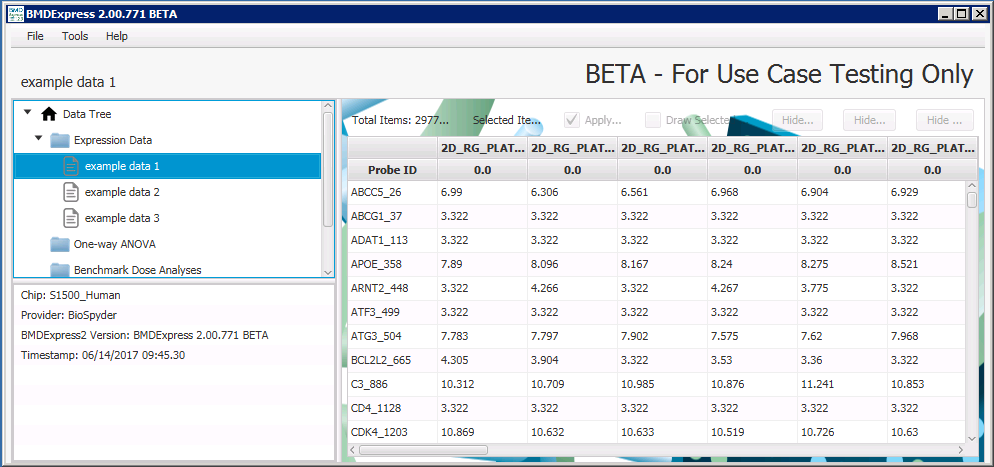 BMDExpress 2.00.771 BETA
File Tools Help
example data 1
BETA - For Use Case Testing Only
Data Tree
Expression Data
example data 1
example data 2
example data 3
One-way ANOVA
Benchmark Dose Analyses
Chip: S1500_Human
Provider: BioSpyder
BMDExpress2 Version: BMDExpress 2.00.771 BETA
Timestamp: 06/14/2017 09:45.30
Total Items: 2977... Selected Ite... Apply... Draw Selecte Hide... Hide... Hide ...
2D_RG_PLAT... 2D_RG_PLAT... 2D_RG_PLAT... 2D_RG_PLAT... 2D_RG_PLAT... 2D_RG_PLAT...
Probe ID 0.0 0.0 0.0 0.0 0.0 0.0
ABCC5_26 6.99 6.306 6.561 6.968 6.904 6.929
ABCG1_37 3.322 3.322 3.322 3.322 3.322 3.322
ADAT1_113 3.322 3.322 3.322 3.322 3.322 3.322
APOE_358 7.89 8.096 8.167 8.24 8.275 8.521
ARNT2_448 3.322 4.266 3.322 4.267 3.775 3.322
ATF3_499 3.322 3.322 3.322 3.322 3.322 3.322
ATG3_504 7.783 7.797 7.902 7.575 7.62 7.968
BCL2L2_665 4.305 3.904 3.322 3.53 3.36 3.322
C3_886 10.312 10.709 10.985 10.876 11.241 10.853
CD4_1128 3.322 3.322 3.322 3.322 3.322 3.322
CDK4_1203 10.869 10.632 10.633 10.519 10.726 10.63